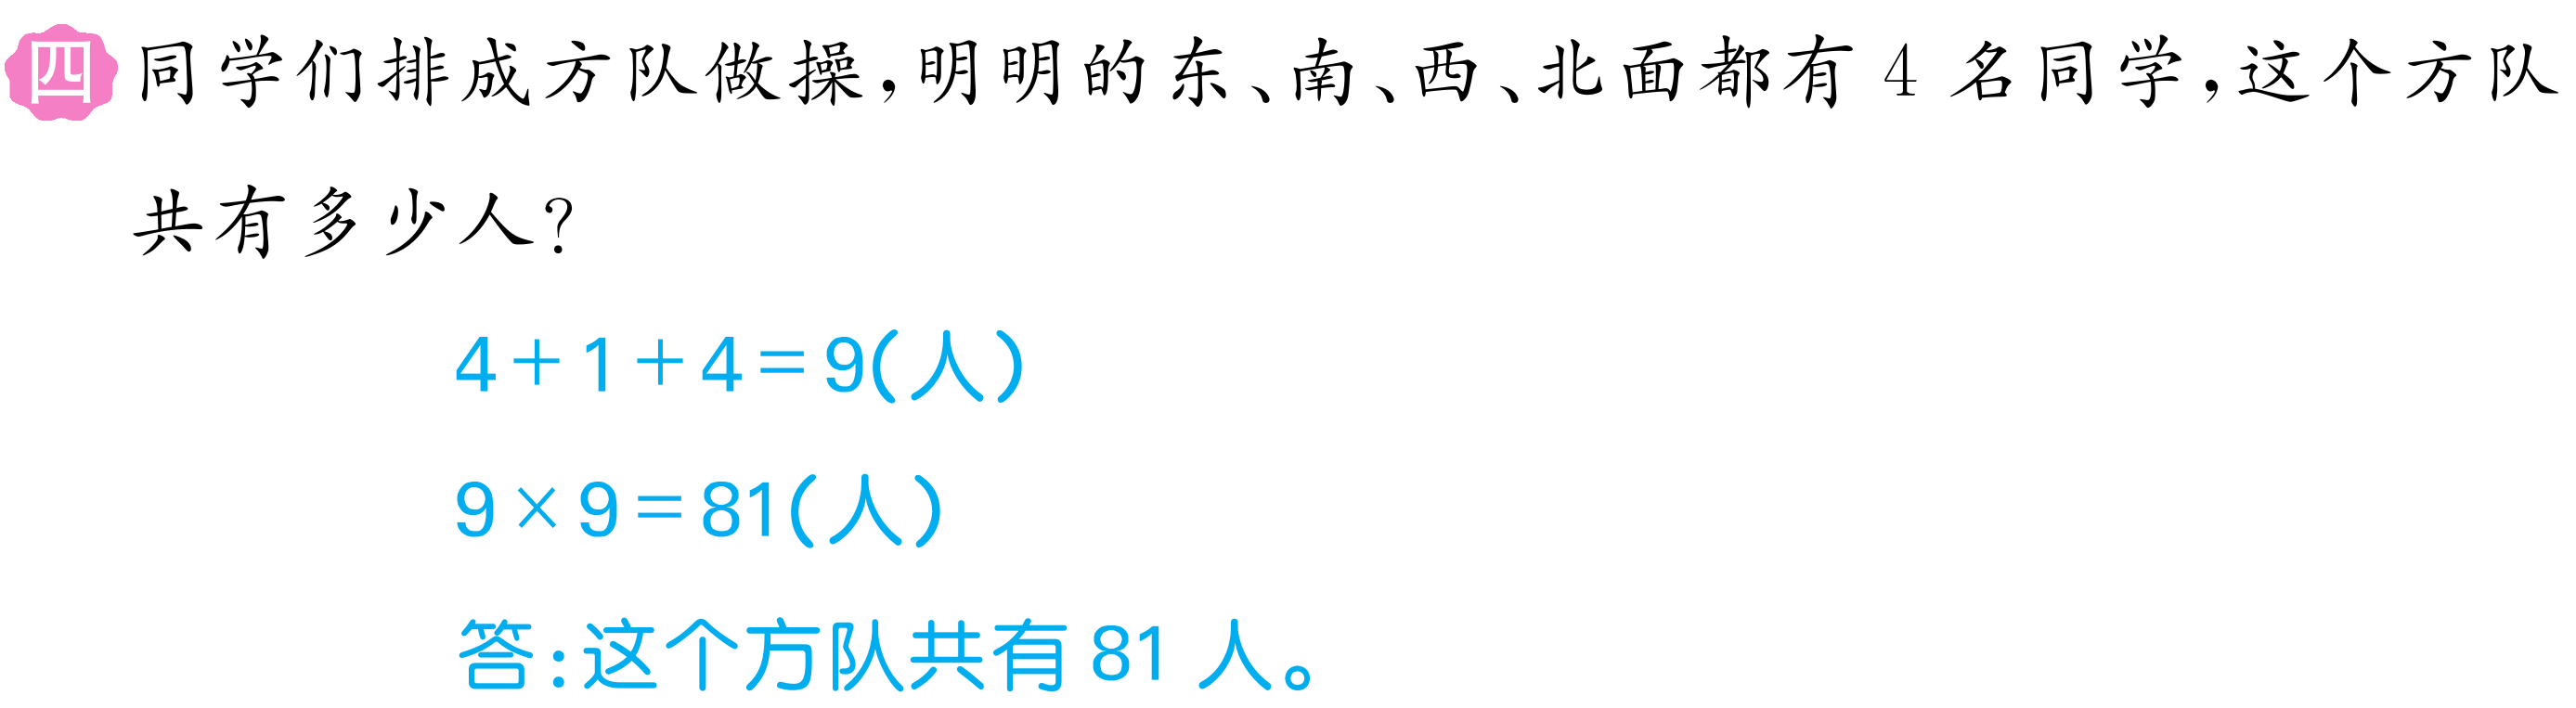 四 同学们排成方队做操,明明的东、南、西、北面都有 4 名同学,这个方队
共有多少人?
4+1+4=9(人)
9×9=81(人)
答:这个方队共有 81 人。